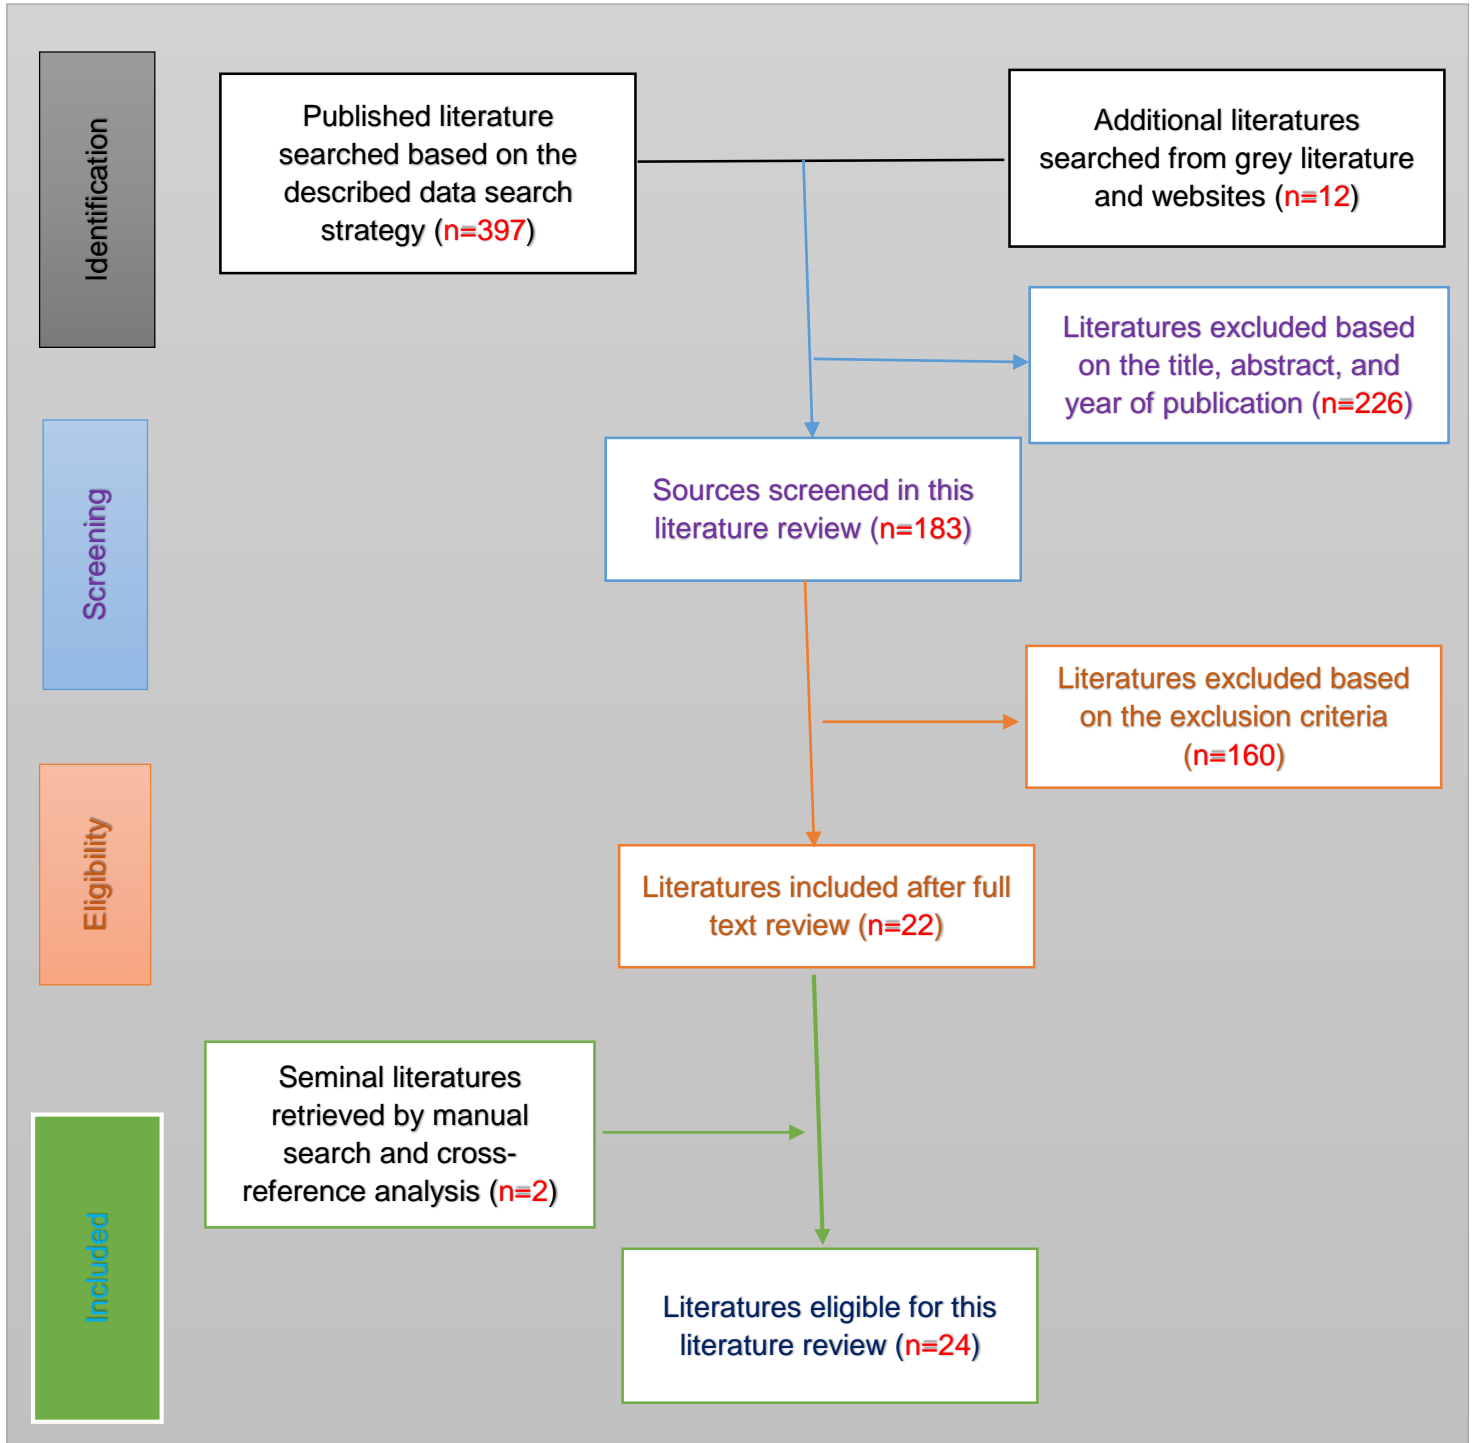 Identification
Published literature
searched based on the
described data search
strategy (n=397)
Additional literatures
searched from grey literature
and websites (n=12)
Literatures excluded based
on the title, abstract, and
year of publication (n=226)
Screening
Sources screened in this
literature review (n=183)
Literatures excluded based
on the exclusion criteria
(n=160)
Eligibility
Literatures included after full
text review (n=22)
Seminal literatures
retrieved by manual
search and cross-
reference analysis (n=2)
Included
Literatures eligible for this
literature review (n=24)